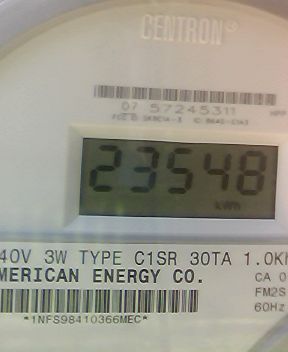 CENTRON®
07 57245311
23548
kWh
40V 3W TYPE C1SR 30TA 1.0K
MERICAN ENERGY CO.
CA 0
FM2S
60Hz
*1NFS98410366MEC*